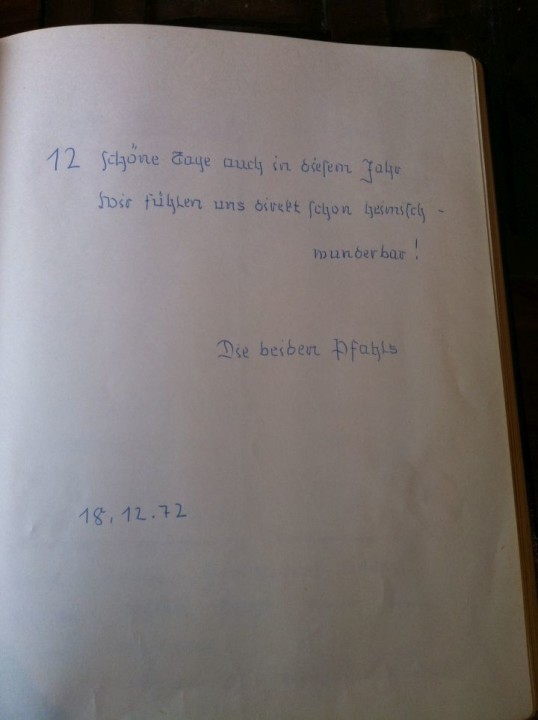 12 schöne Tage auch in diesem Jahr
wir fühlen uns direkt schon heimisch -
wunderbar!
Die beiden Pfahls
18.12.72